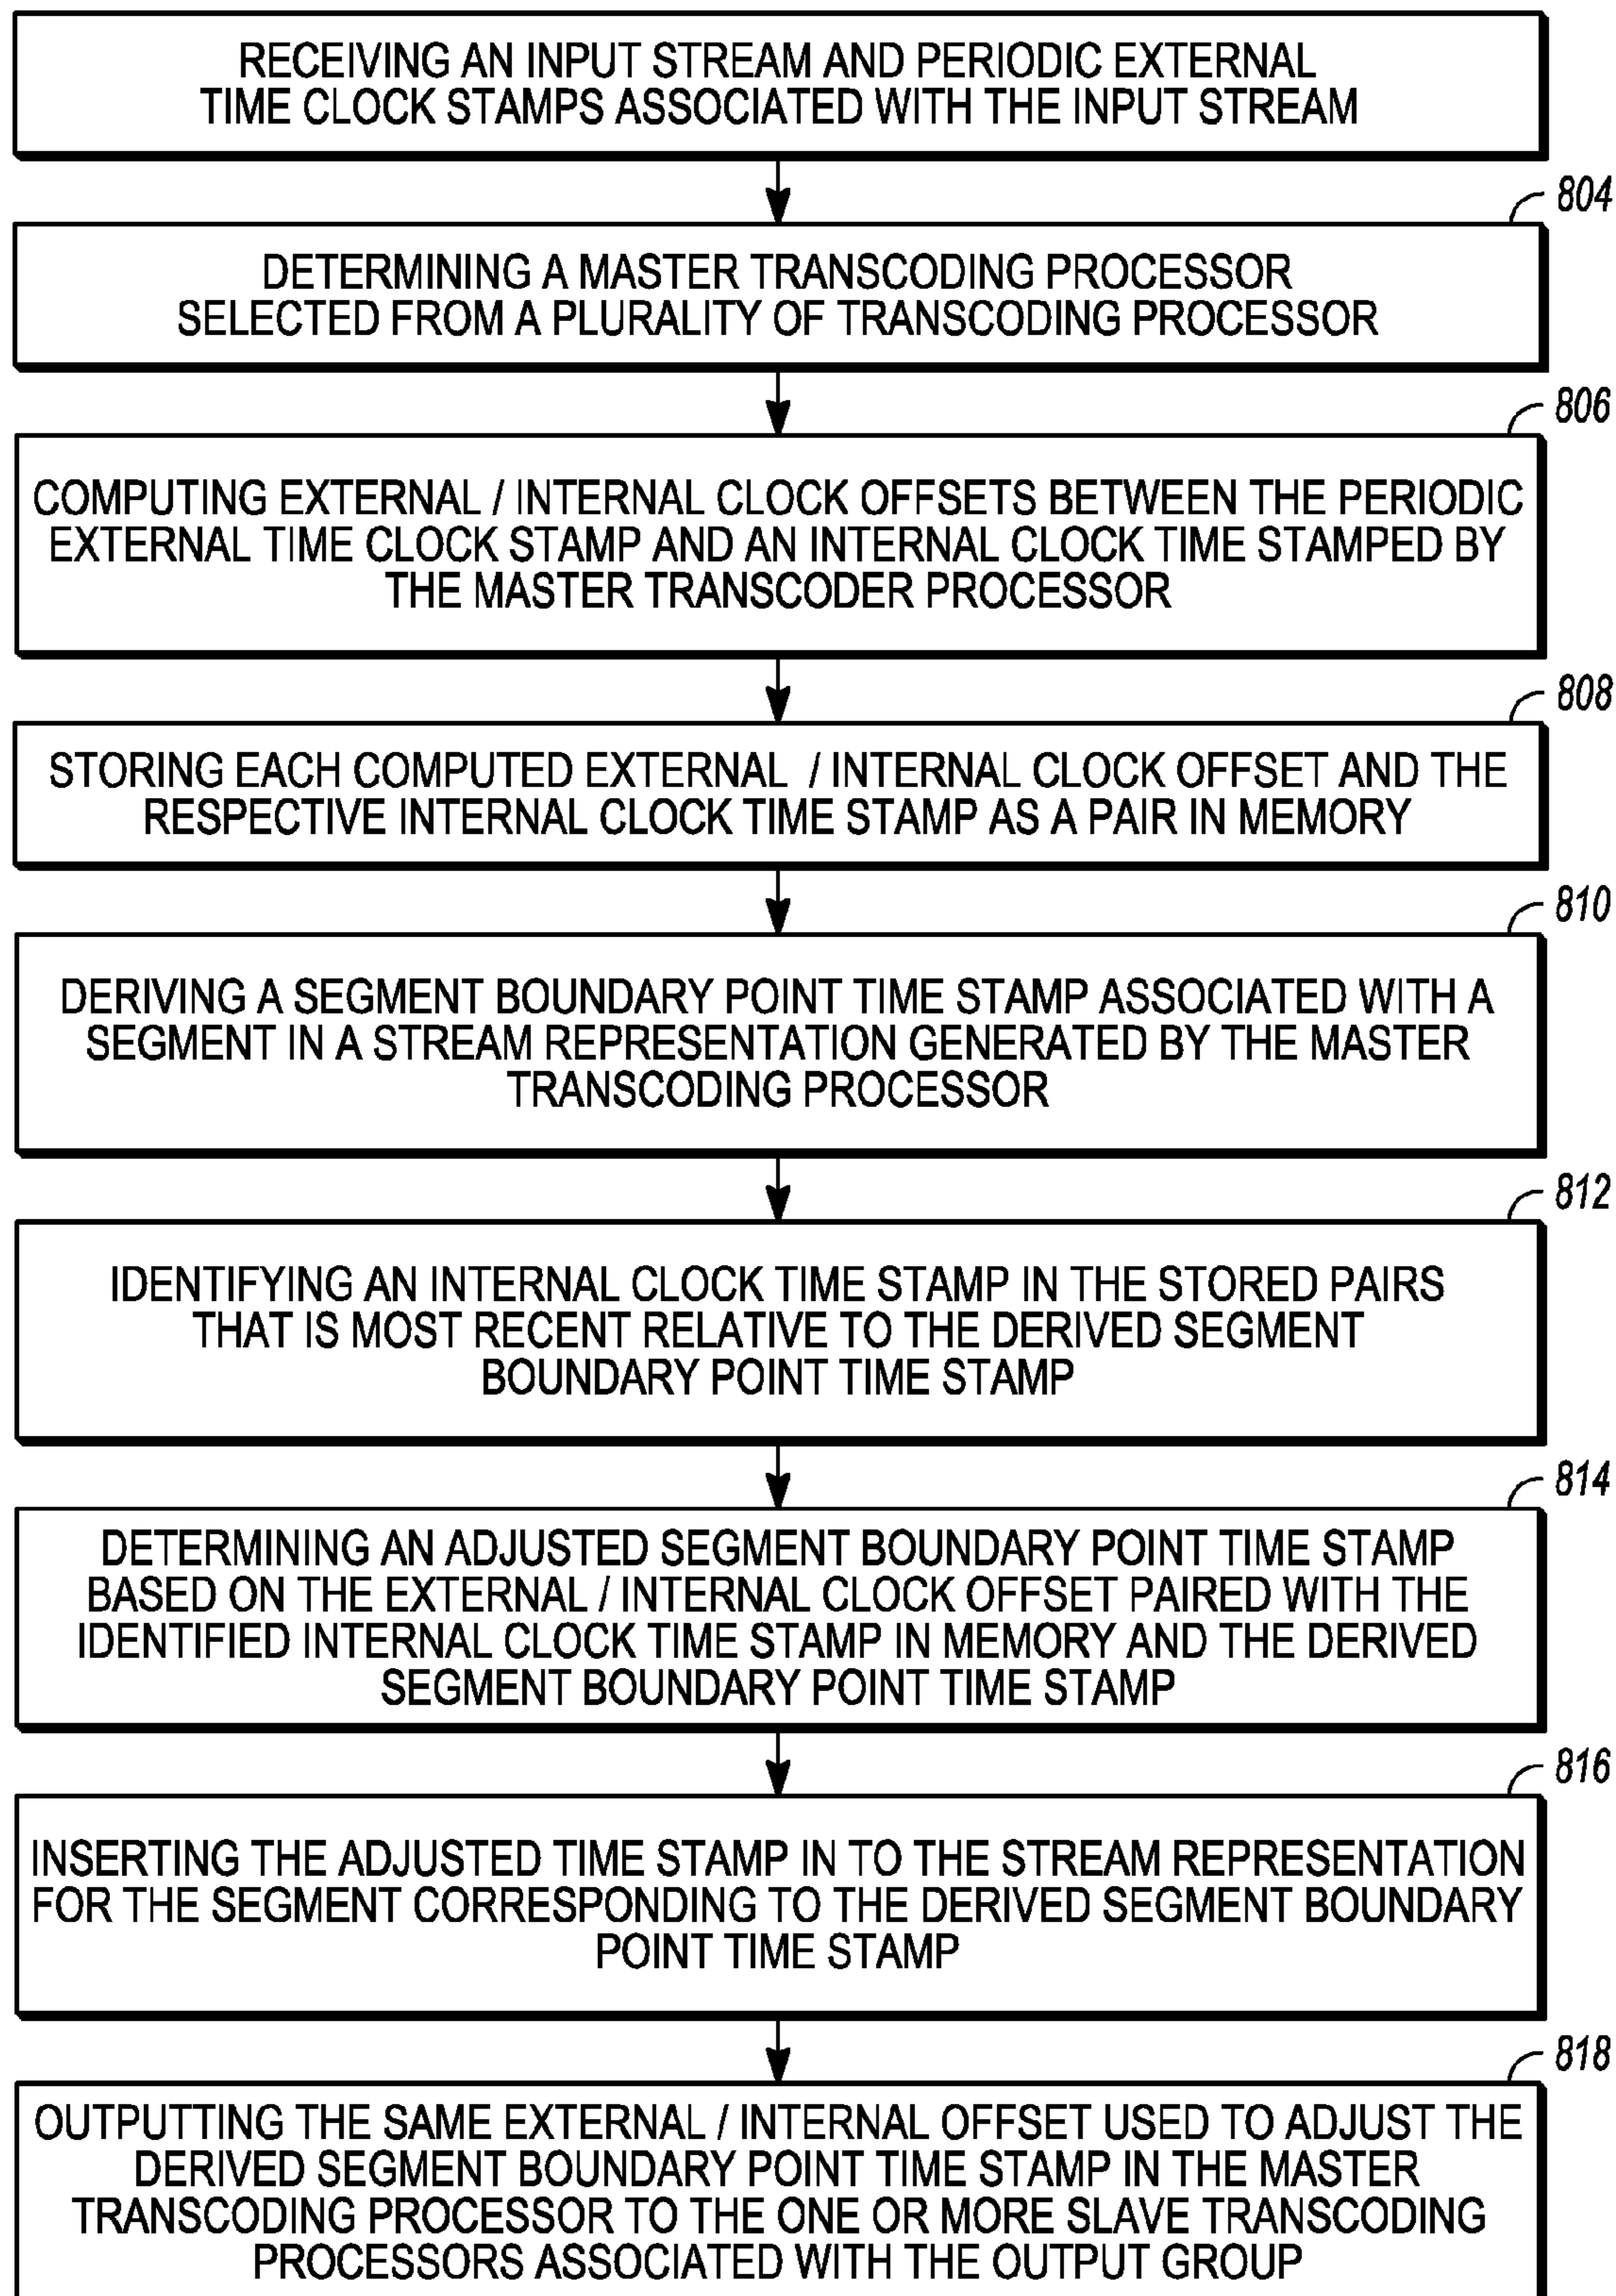 RECEIVING AN INPUT STREAM AND PERIODIC EXTERNAL
TIME CLOCK STAMPS ASSOCIATED WITH THE INPUT STREAM
804
DETERMINING A MASTER TRANSCODING PROCESSOR
SELECTED FROM A PLURALITY OF TRANSCODING PROCESSOR
806
COMPUTING EXTERNAL / INTERNAL CLOCK OFFSETS BETWEEN THE PERIODIC
EXTERNAL TIME CLOCK STAMP AND AN INTERNAL CLOCK TIME STAMPED BY
THE MASTER TRANSCODER PROCESSOR
808
STORING EACH COMPUTED EXTERNAL / INTERNAL CLOCK OFFSET AND THE
RESPECTIVE INTERNAL CLOCK TIME STAMP AS A PAIR IN MEMORY
810
DERIVING A SEGMENT BOUNDARY POINT TIME STAMP ASSOCIATED WITH A
SEGMENT IN A STREAM REPRESENTATION GENERATED BY THE MASTER
TRANSCODING PROCESSOR
812
IDENTIFYING AN INTERNAL CLOCK TIME STAMP IN THE STORED PAIRS
THAT IS MOST RECENT RELATIVE TO THE DERIVED SEGMENT
BOUNDARY POINT TIME STAMP
814
DETERMINING AN ADJUSTED SEGMENT BOUNDARY POINT TIME STAMP
BASED ON THE EXTERNAL / INTERNAL CLOCK OFFSET PAIRED WITH THE
IDENTIFIED INTERNAL CLOCK TIME STAMP IN MEMORY AND THE DERIVED
SEGMENT BOUNDARY POINT TIME STAMP
816
INSERTING THE ADJUSTED TIME STAMP IN TO THE STREAM REPRESENTATION
FOR THE SEGMENT CORRESPONDING TO THE DERIVED SEGMENT BOUNDARY
POINT TIME STAMP
818
OUTPUTTING THE SAME EXTERNAL / INTERNAL OFFSET USED TO ADJUST THE
DERIVED SEGMENT BOUNDARY POINT TIME STAMP IN THE MASTER
TRANSCODING PROCESSOR TO THE ONE OR MORE SLAVE TRANSCODING
PROCESSORS ASSOCIATED WITH THE OUTPUT GROUP